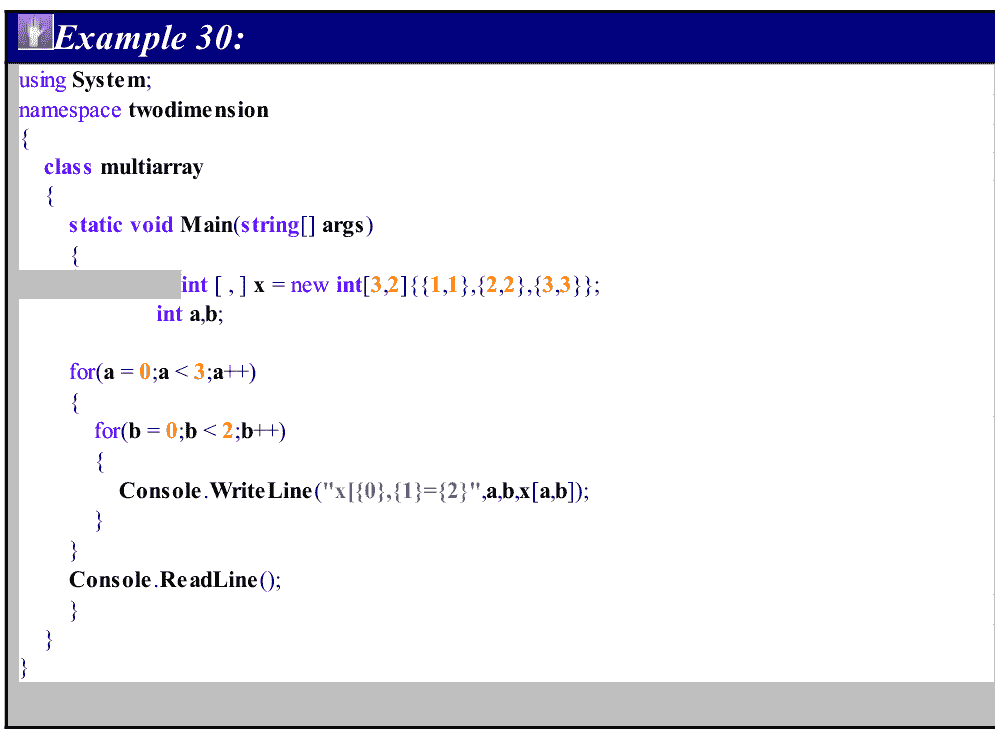 Example 30:
using System;
namespace twodimension
{
class multiarray
{
static void Main(string[] args)
{
int [ , ] x = new int[3,2]{{1,1},{2,2},{3,3}};
int a,b;
for(a = 0;a < 3;a++)
{
for(b = 0;b < 2;b++)
{
Console.WriteLine("x[{0},{1}={2}",a,b,x[a,b]);
}
}
Console.ReadLine();
}
}
}